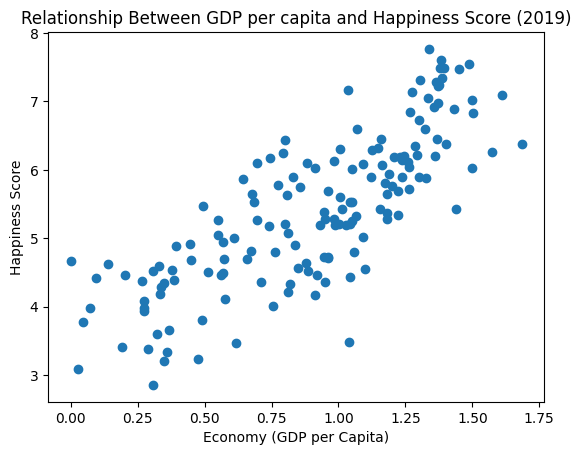 Relationship Between GDP per capita and Happiness Score (2019)
8
7
6
5
4
3
Happiness Score
0.00 0.25 0.50 0.75 1.00 1.25 1.50 1.75
Economy (GDP per Capita)